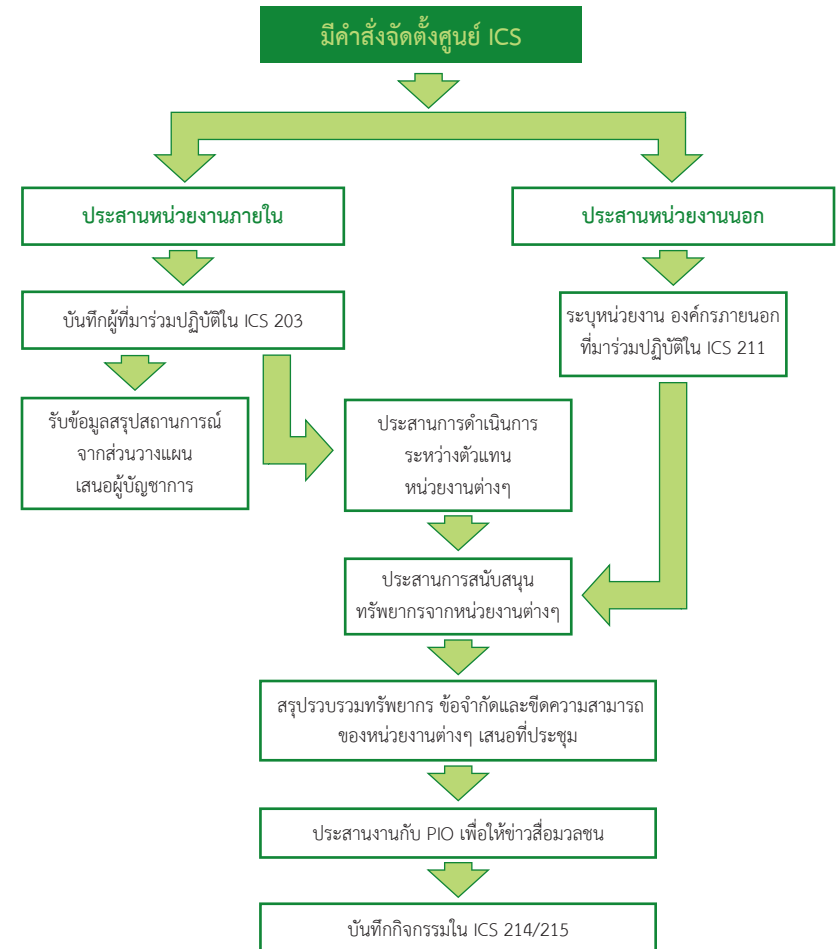 มีคำสั่งจัดตั้งศูนย์ ICS
ประสานหน่วยงานภายใน
ประสานหน่วยงานนอก
บันทึกผู้ที่มาร่วมปฏิบัติใน ICS 203
ระบุหน่วยงาน องค์กรภายนอก
ที่มาร่วมปฏิบัติใน ICS 211
รับข้อมูลสรุปสถานการณ์
จากส่วนวางแผน
เสนอผู้บัญชาการ
ประสานการดำเนินการ
ระหว่างตัวแทน
หน่วยงานต่างๆ
ประสานการสนับสนุน
ทรัพยากรจากหน่วยงานต่างๆ
สรุปรวบรวมทรัพยากร ข้อจำกัดและขีดความสามารถ
ของหน่วยงานต่างๆ เสนอที่ประชุม
ประสานงานกับ PIO เพื่อให้ข่าวสื่อมวลชน
บันทึกกิจกรรมใน ICS 214/215